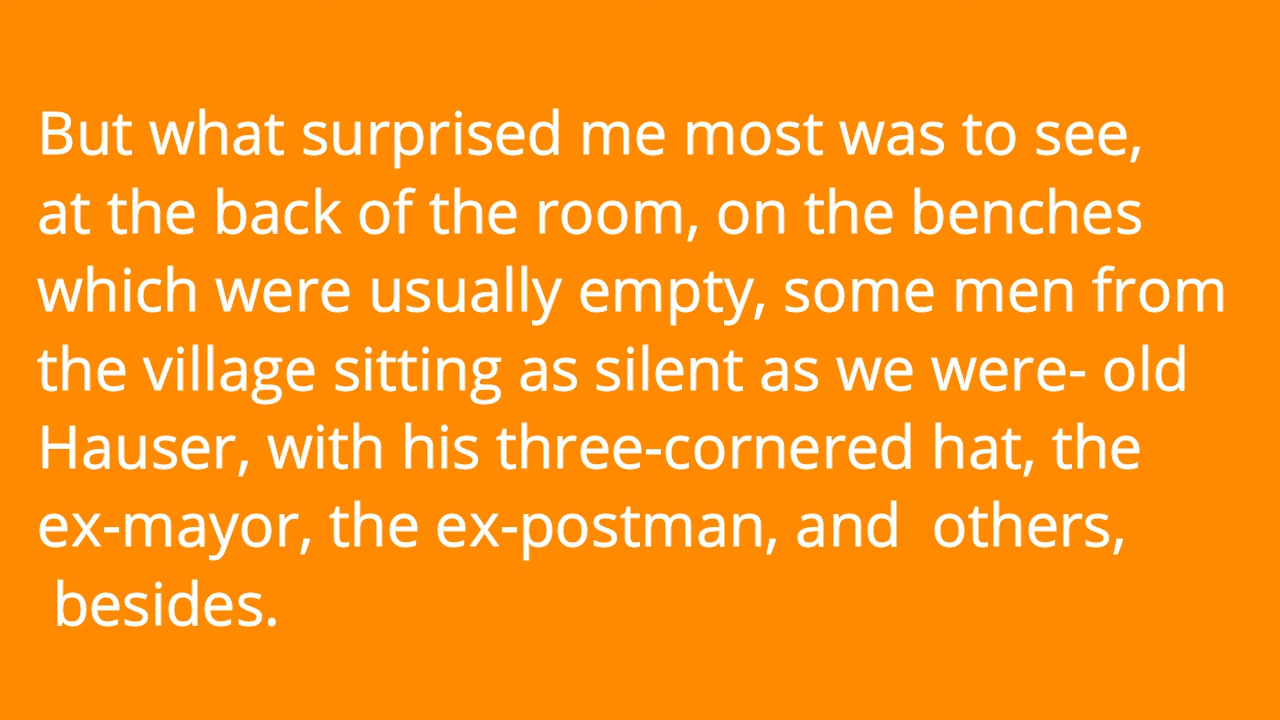 But what surprised me most was to see,
at the back of the room, on the benches
which were usually empty, some men from
the village sitting as silent as we were- old
Hauser, with his three-cornered hat, the
ex-mayor, the ex-postman, and  others,
besides.